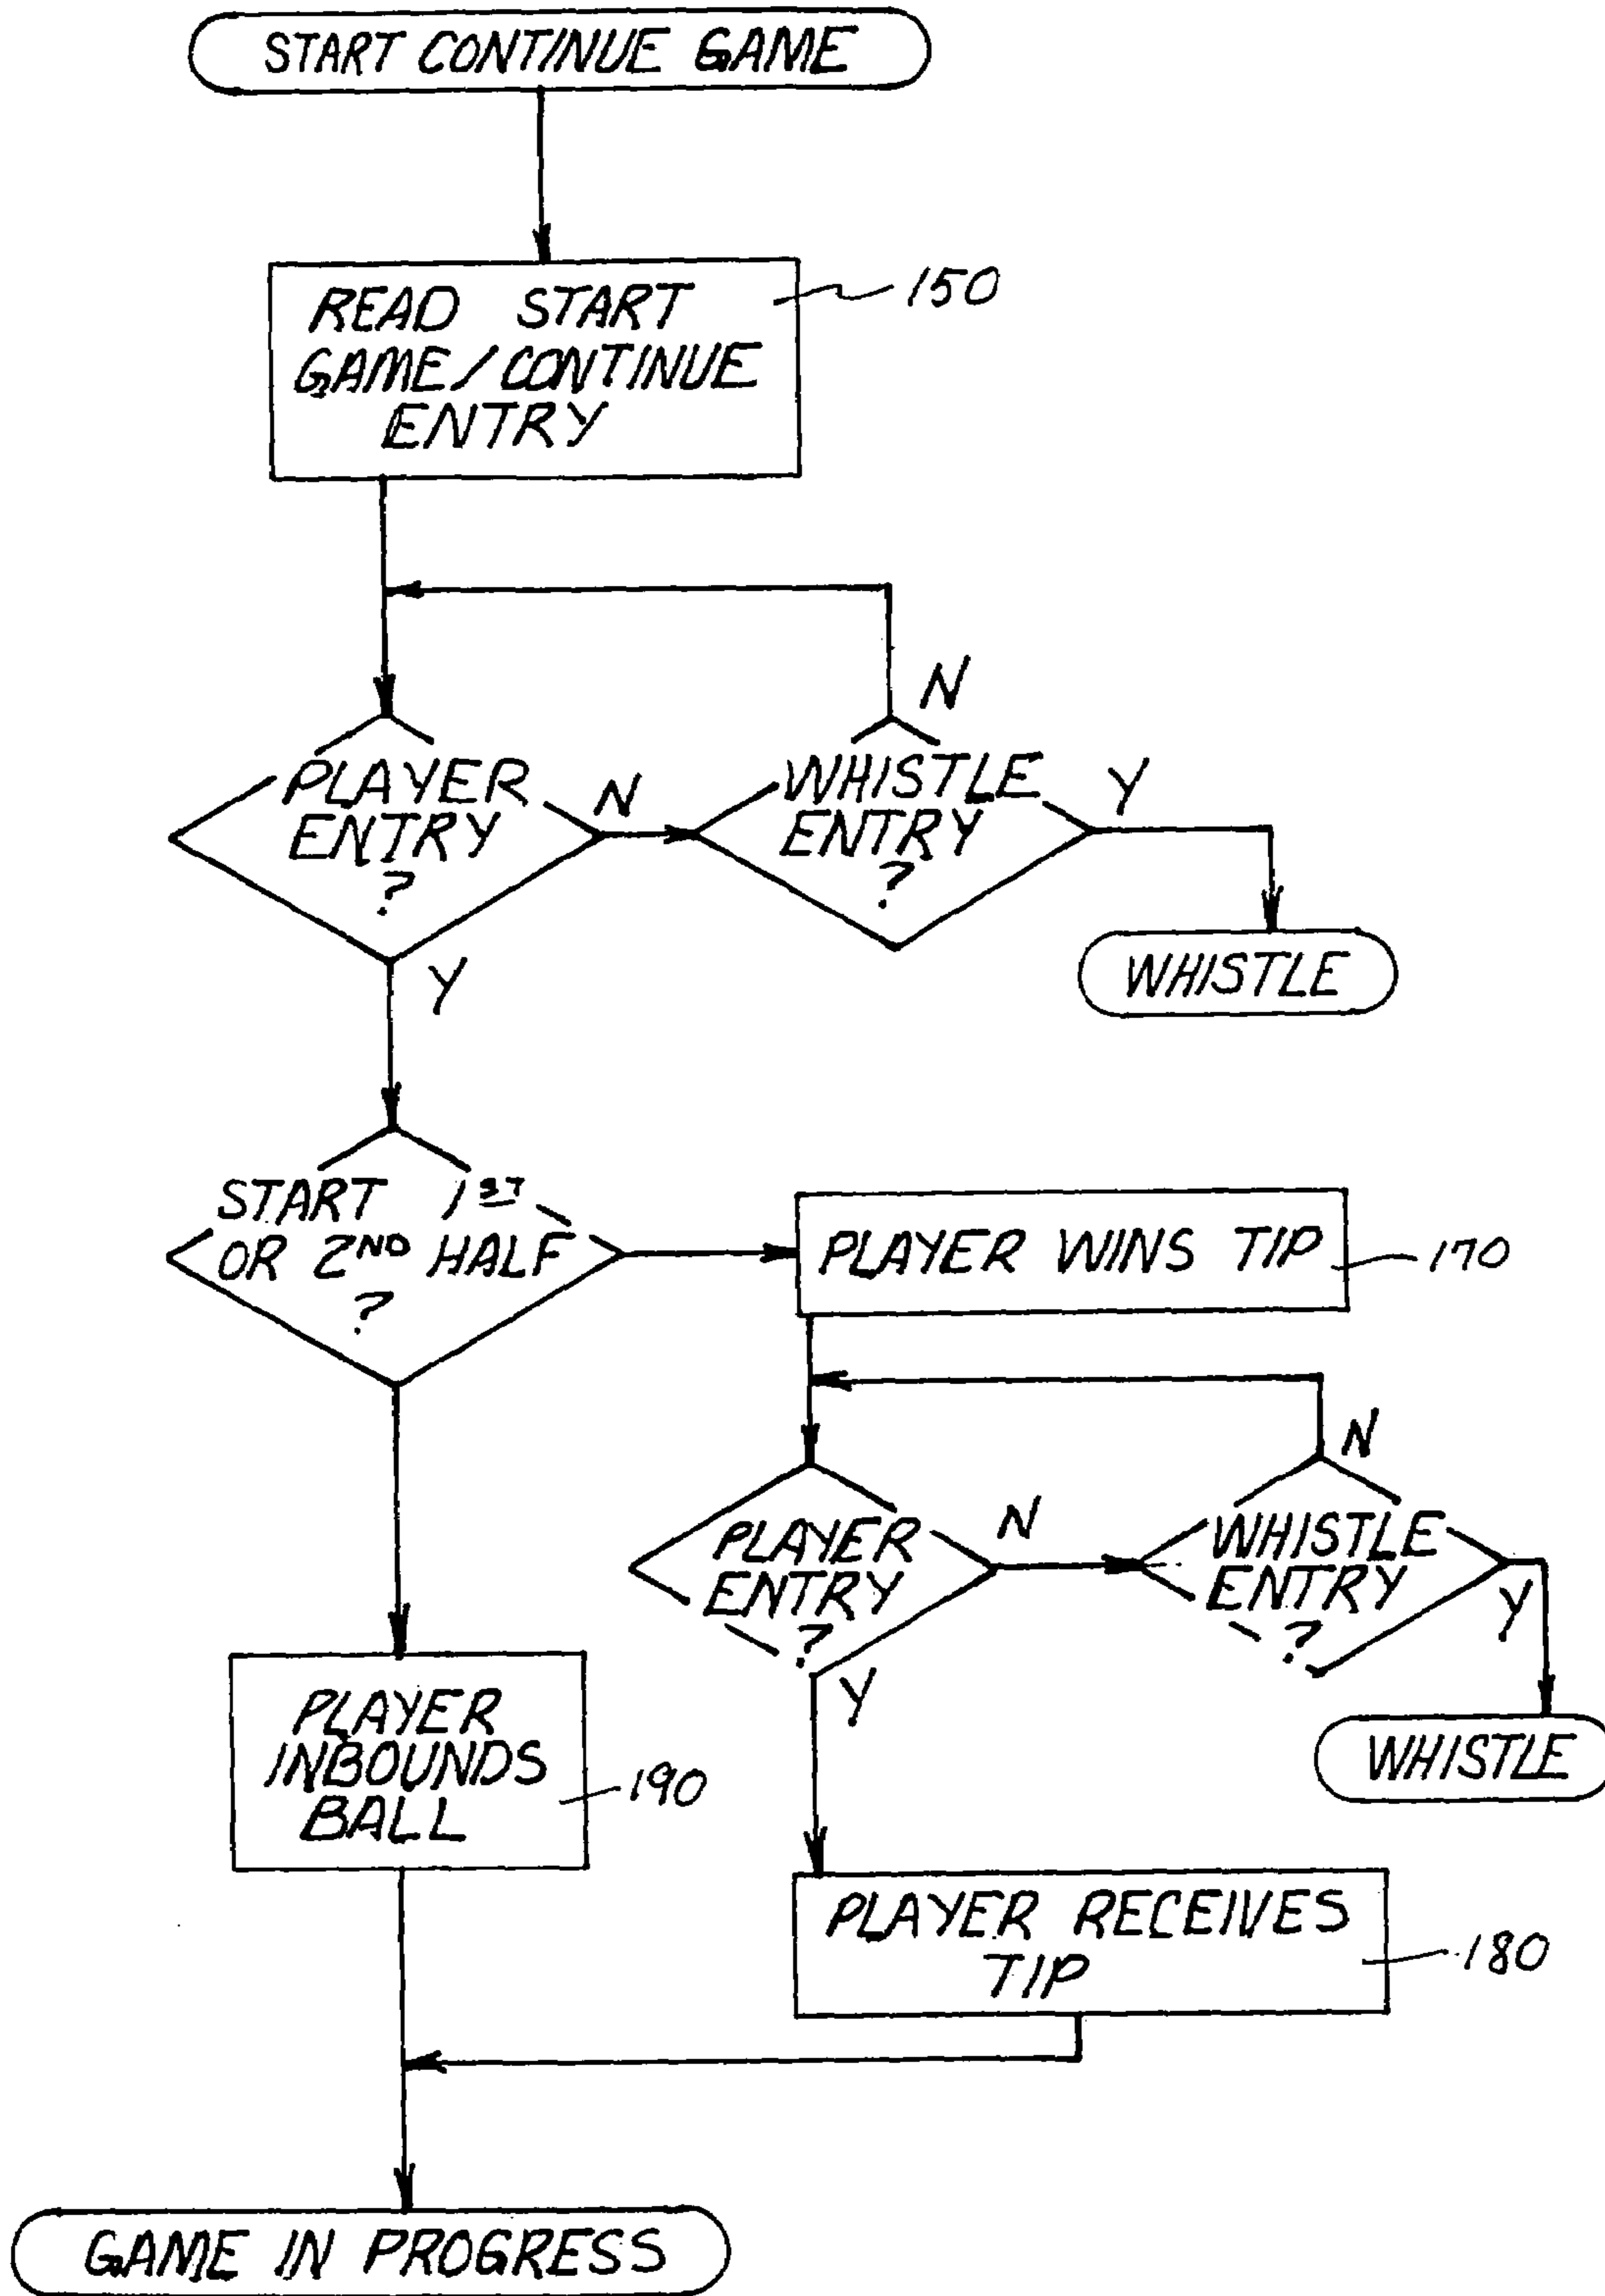 START CONTINUE GAME
READ START
GAME/CONTINUE
ENTRY
150
N
PLAYER
ENTRY
?
N
WHISTLE
ENTRY
?
Y
WHISTLE
Y
START 1ST
OR 2ND HALF
?
PLAYER WINS TIP
170
N
PLAYER
ENTRY
?
N
WHISTLE
ENTRY
?
Y
Y
WHISTLE
PLAYER
INBOUNDS
BALL
190
PLAYER RECEIVES
TIP
180
GAME IN PROGRESS